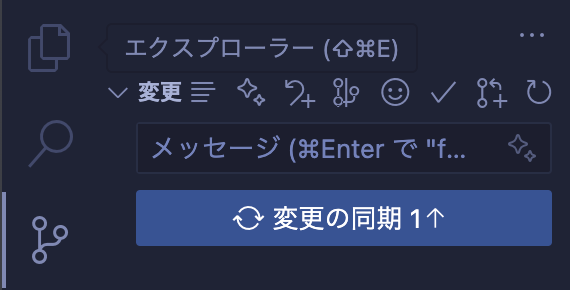 エクスプローラー (⇧⌘E)
変更
メッセージ (⌘Enter で "f...
変更の同期 1↑